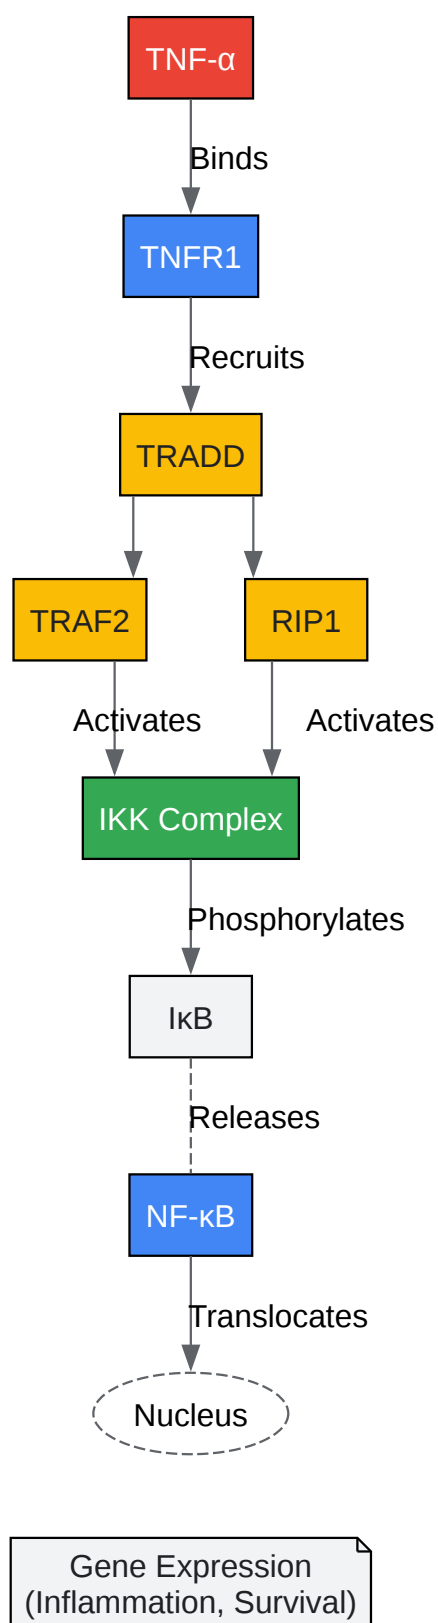 TNF-α
Binds
TNFR1
Recruits
TRADD
TRAF2
RIP1
Activates
Activates
IKK Complex
Phosphorylates
IκB
Releases
NF-κB
Translocates
Nucleus
Gene Expression
(Inflammation, Survival)